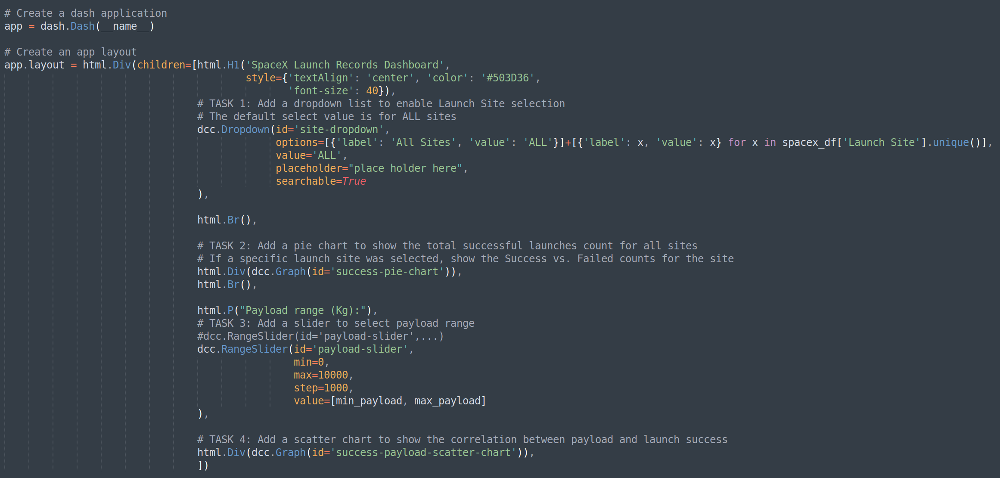 # Create a dash application
app = dash.Dash(__name__)

# Create an app layout
app.layout = html.Div(children=[html.H1('SpaceX Launch Records Dashboard',
                                        style={'textAlign': 'center', 'color': '#503D36',
                                               'font-size': 40}),
                                # TASK 1: Add a dropdown list to enable Launch Site selection
                                # The default select value is for ALL sites
                                dcc.Dropdown(id='site-dropdown',
                                             options=[{'label': 'All Sites', 'value': 'ALL'}]+[{'label': x, 'value': x} for x in spacex_df['Launch Site'].unique()],
                                             value='ALL',
                                             placeholder="place holder here",
                                             searchable=True
                                ),

                                html.Br(),

                                # TASK 2: Add a pie chart to show the total successful launches count for all sites
                                # If a specific launch site was selected, show the Success vs. Failed counts for the site
                                html.Div(dcc.Graph(id='success-pie-chart')),
                                html.Br(),

                                html.P("Payload range (Kg):"),
                                # TASK 3: Add a slider to select payload range
                                #dcc.RangeSlider(id='payload-slider',...)
                                dcc.RangeSlider(id='payload-slider',
                                                min=0,
                                                max=10000,
                                                step=1000,
                                                value=[min_payload, max_payload]
                                ),

                                # TASK 4: Add a scatter chart to show the correlation between payload and launch success
                                html.Div(dcc.Graph(id='success-payload-scatter-chart')),
                                ])